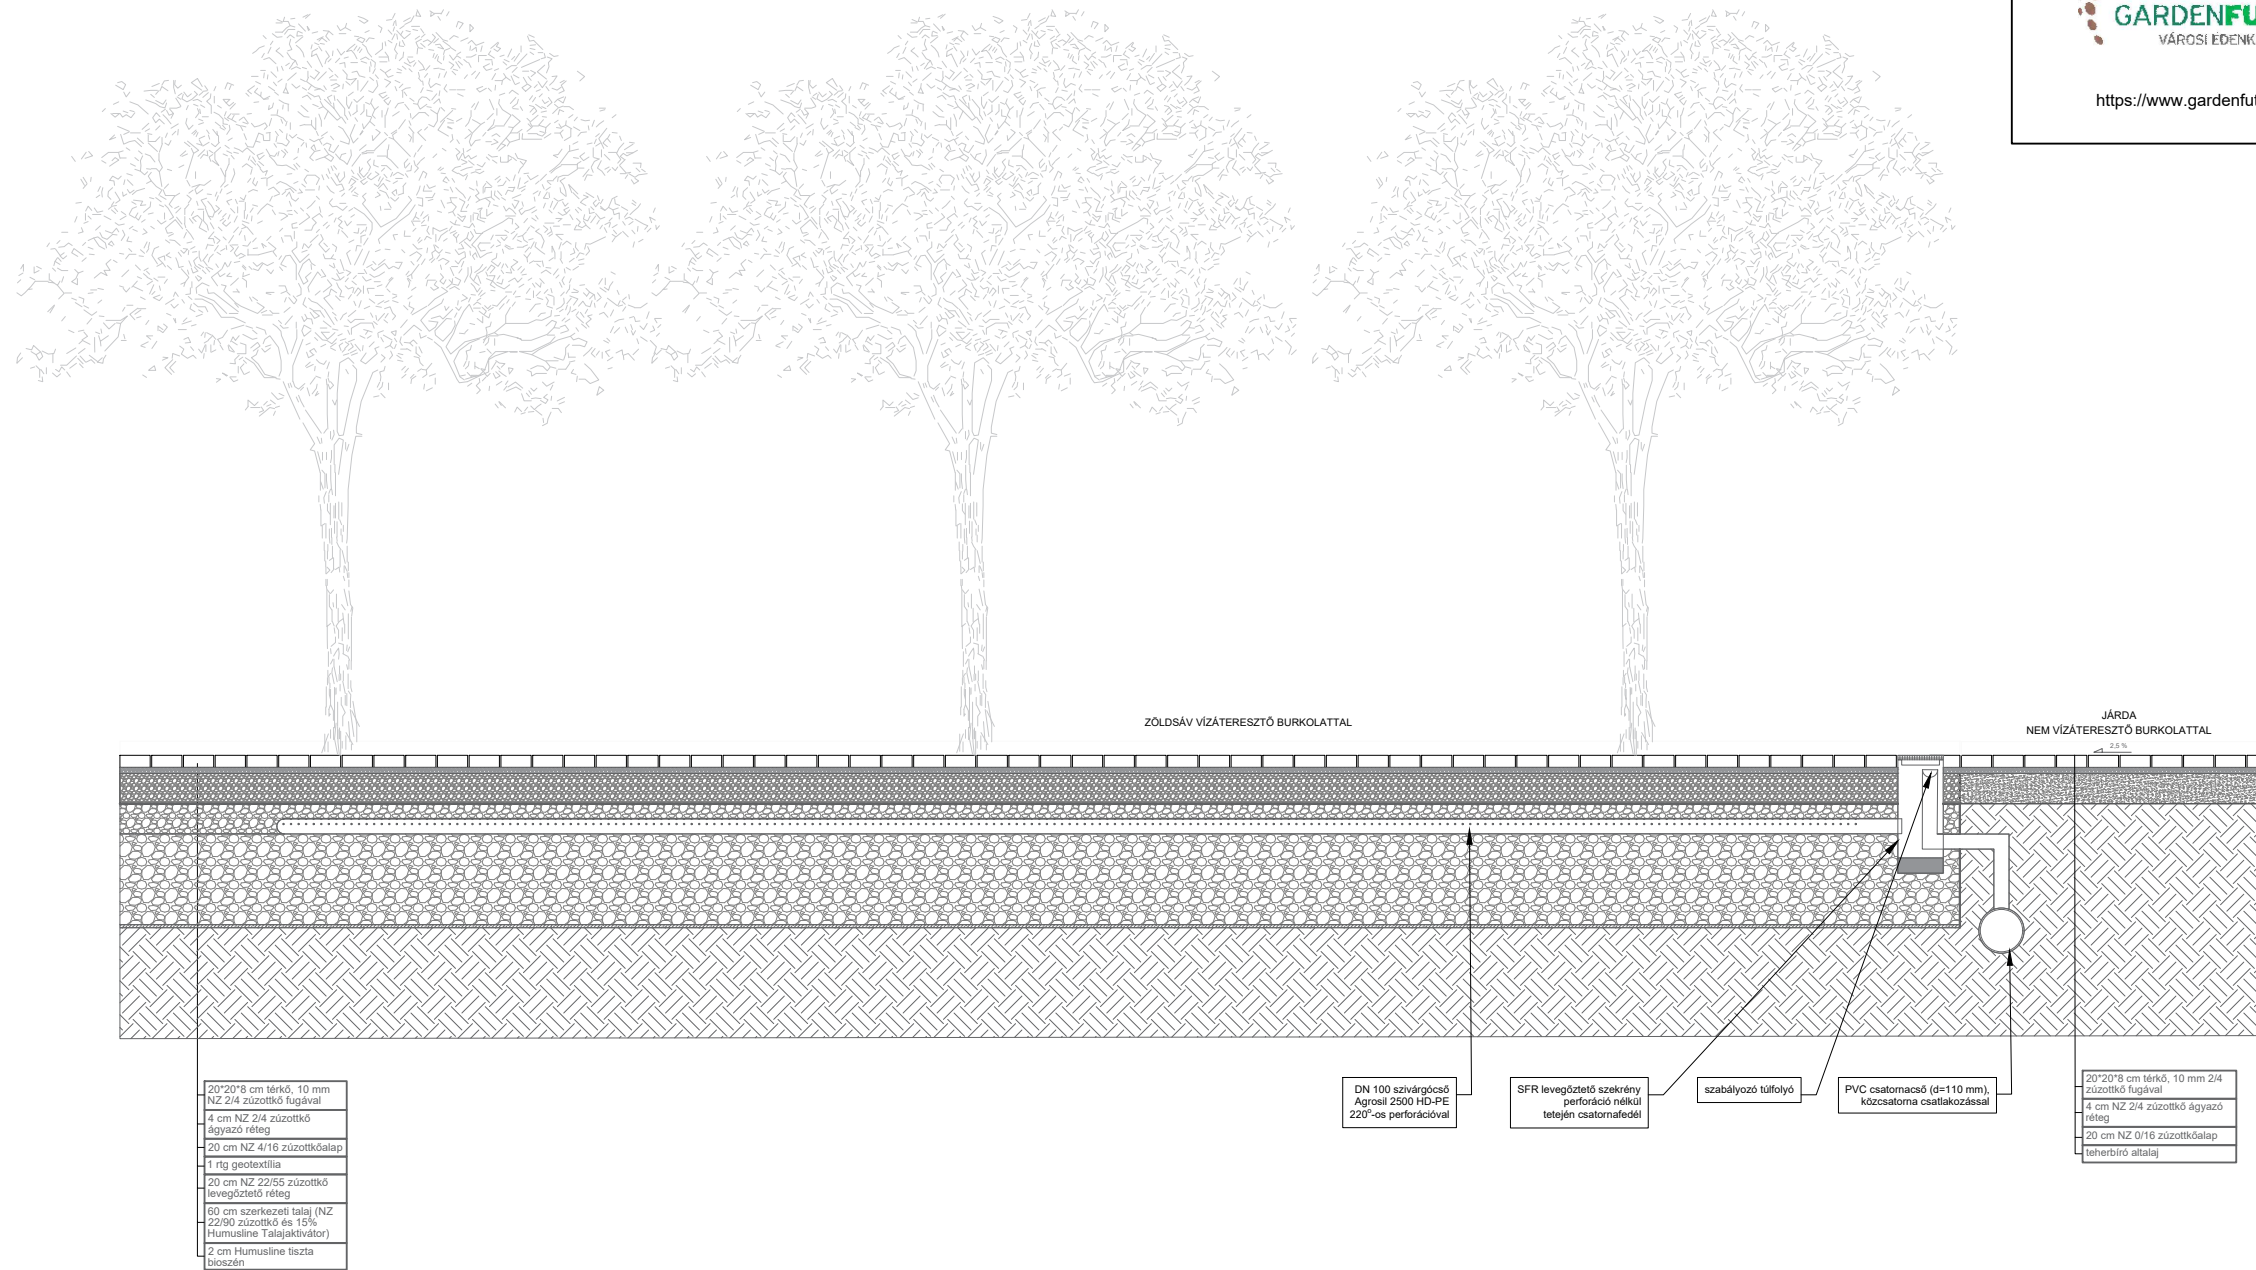 GARDENFU
VÁROSI ÉDENK
https://www.gardenfut
ZÖLDSÁV VÍZÁTERESZTŐ BURKOLATTAL
JÁRDA
NEM VÍZÁTERESZTŐ BURKOLATTAL
2,5 %
20*20*8 cm térkő, 10 mm
NZ 2/4 zúzottkő fugával
4 cm NZ 2/4 zúzottkő
ágyazó réteg
20 cm NZ 4/16 zúzottkőalap
1 rtg geotextília
20 cm NZ 22/55 zúzottkő
levegőztető réteg
60 cm szerkezeti talaj (NZ
22/90 zúzottkő és 15%
Humusline Talajaktivátor)
2 cm Humusline tiszta
bioszén
DN 100 szivárgócső
Agrosil 2500 HD-PE
220°-os perforációval
SFR levegőztető szekrény
perforáció nélkül
tetején csatornafedél
szabályozó túlfolyó
PVC csatornacső (d=110 mm),
közcsatorna csatlakozással
20*20*8 cm térkő, 10 mm 2/4
zúzottkő fugával
4 cm NZ 2/4 zúzottkő ágyazó
réteg
20 cm NZ 0/16 zúzottkőalap
teherbíró altalaj